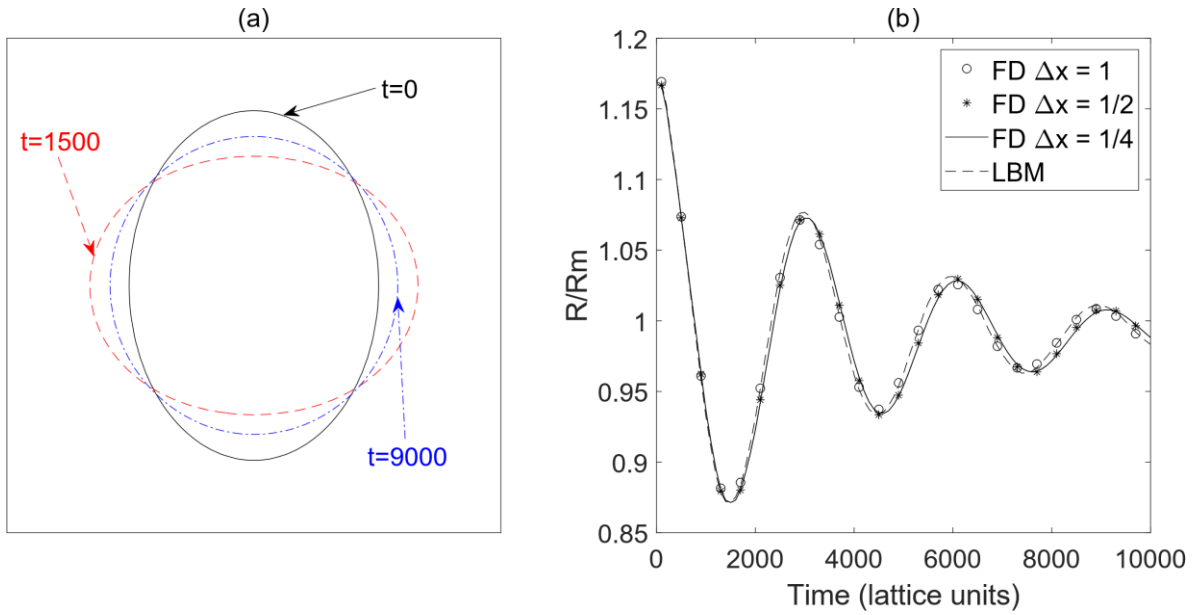 (a)
t=0
t=1500
t=9000
(b)
1.2
1.15
1.1
1.05
1
0.95
0.9
0.85
R/Rm
FD Δx = 1
FD Δx = 1/2
FD Δx = 1/4
LBM
0 2000 4000 6000 8000 10000
Time (lattice units)